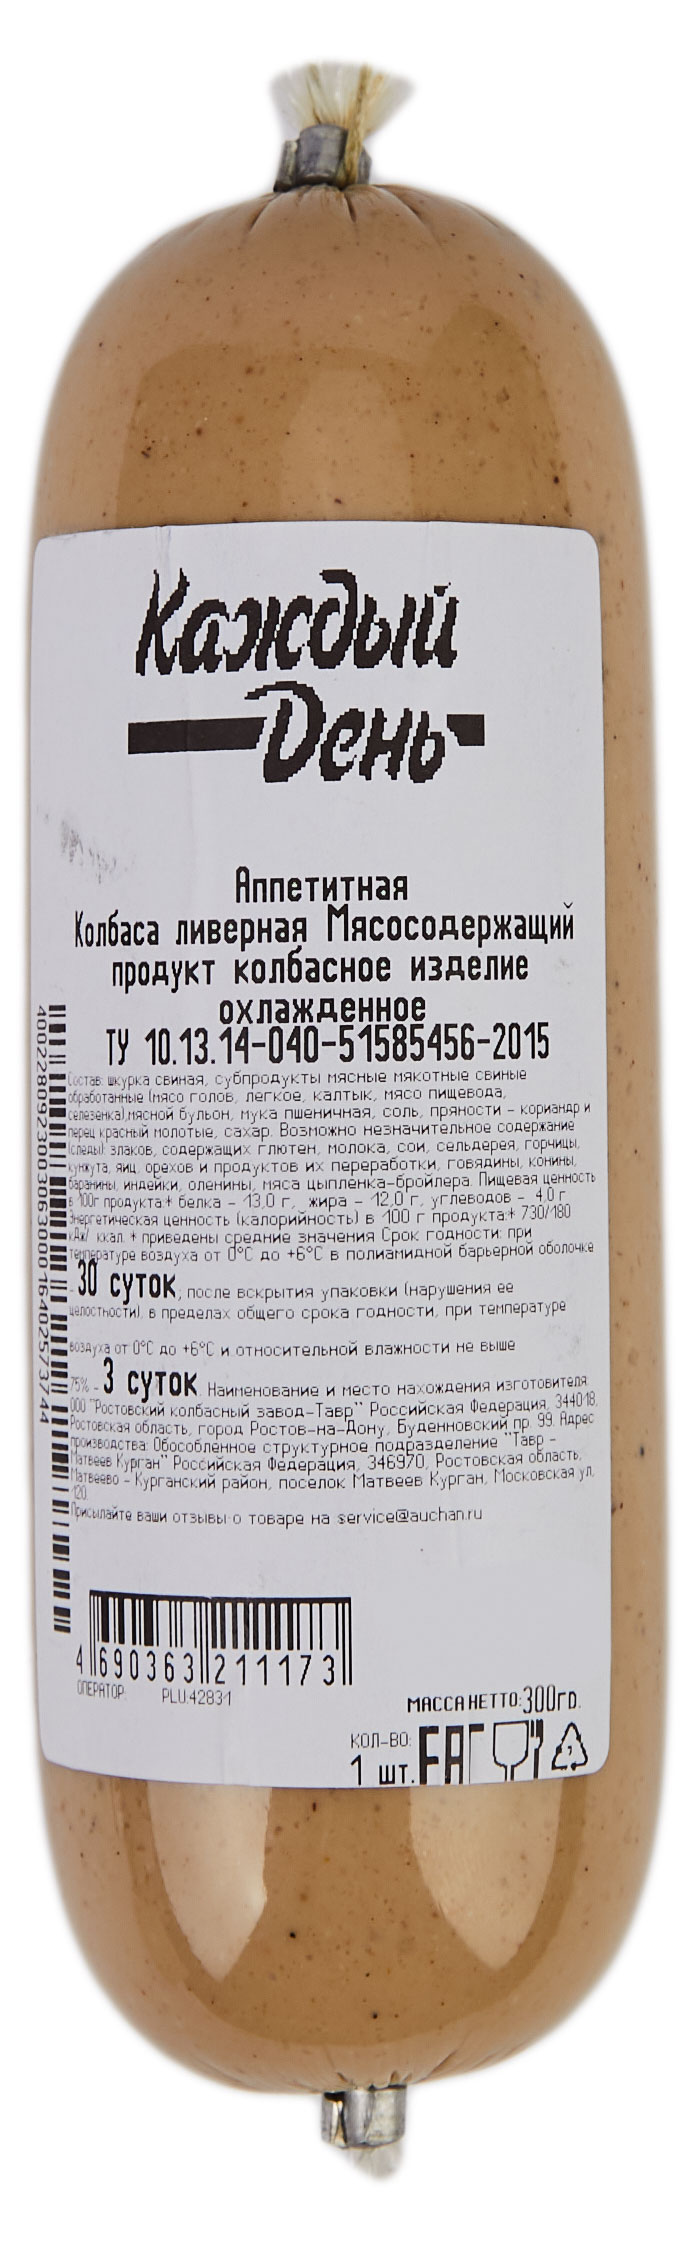 Каждый
День
Аппетитная
Колбаса ливерная Мясосодержащий
продукт колбасное изделие
охлажденное
ТУ 10.13.14-040-51585456-2015
Состав: шкурка свиная, субпродукты мясные мякотные свиные
обработанные (мясо голов, легкое, калтык, мясо пищевода,
селезенка),мясной бульон, мука пшеничная, соль, пряности - кориандр и
перец красный молотые, сахар. Возможно незначительное содержание
(следы): злаков, содержащих глютен, молока, сои, сельдерея, горчицы,
кунжута, яиц, орехов и продуктов их переработки, говядины, конины,
баранины, индейки, оленины, мяса цыпленка-бройлера. Пищевая ценность
в 100г продукта:* белка - 13,0 г, жира - 12,0 г, углеводов - 4,0 г
Энергетическая ценность (калорийность) в 100 г продукта:* 730/180
кДж/ ккал. * приведены средние значения Срок годности: при
температуре воздуха от 0°С до +6°С в полиамидной барьерной оболочке
- 30 суток, после вскрытия упаковки (нарушения ее
целостности), в пределах общего срока годности, при температуре
воздуха от 0°С до +6°С и относительной влажности не выше
75% - 3 суток. Наименование и место нахождения изготовителя:
ООО "Ростовский колбасный завод-Тавр" Российская Федерация, 344018,
Ростовская область, город Ростов-на-Дону, Буденновский пр. 99. Адрес
производства: Обособленное структурное подразделение "Тавр -
Матвеев Курган" Российская Федерация, 346970, Ростовская область,
Матвеево - Курганский район, поселок Матвеев Курган, Московская ул,
120.
Присылайте ваши отзывы о товаре на service@auchan.ru
4 690363 211173
ОПЕРАТОР: PLU:42831
МАССА НЕТТО:300гр.
КОЛ-ВО:
1 шт.
ЕАС
7